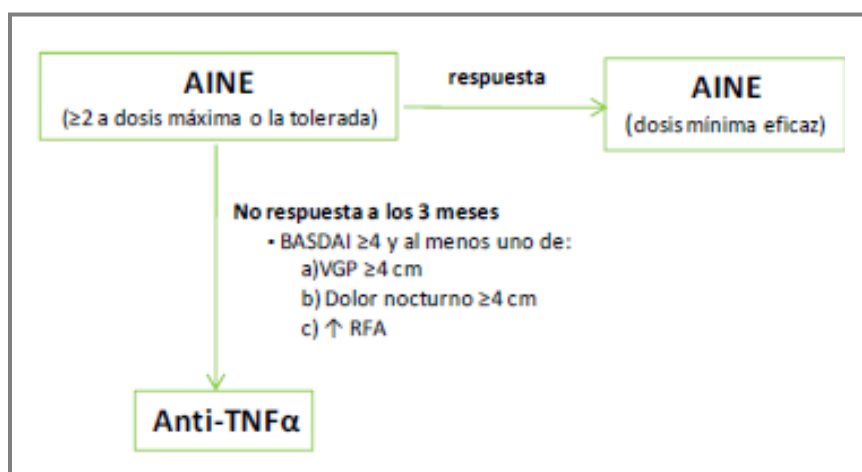 AINE
(≥2 a dosis máxima o la tolerada)
respuesta
AINE
(dosis mínima eficaz)
No respuesta a los 3 meses
▪ BASDAI ≥4 y al menos uno de:
a)VGP ≥4 cm
b) Dolor nocturno ≥4 cm
c) ↑ RFA
Anti-TNFα